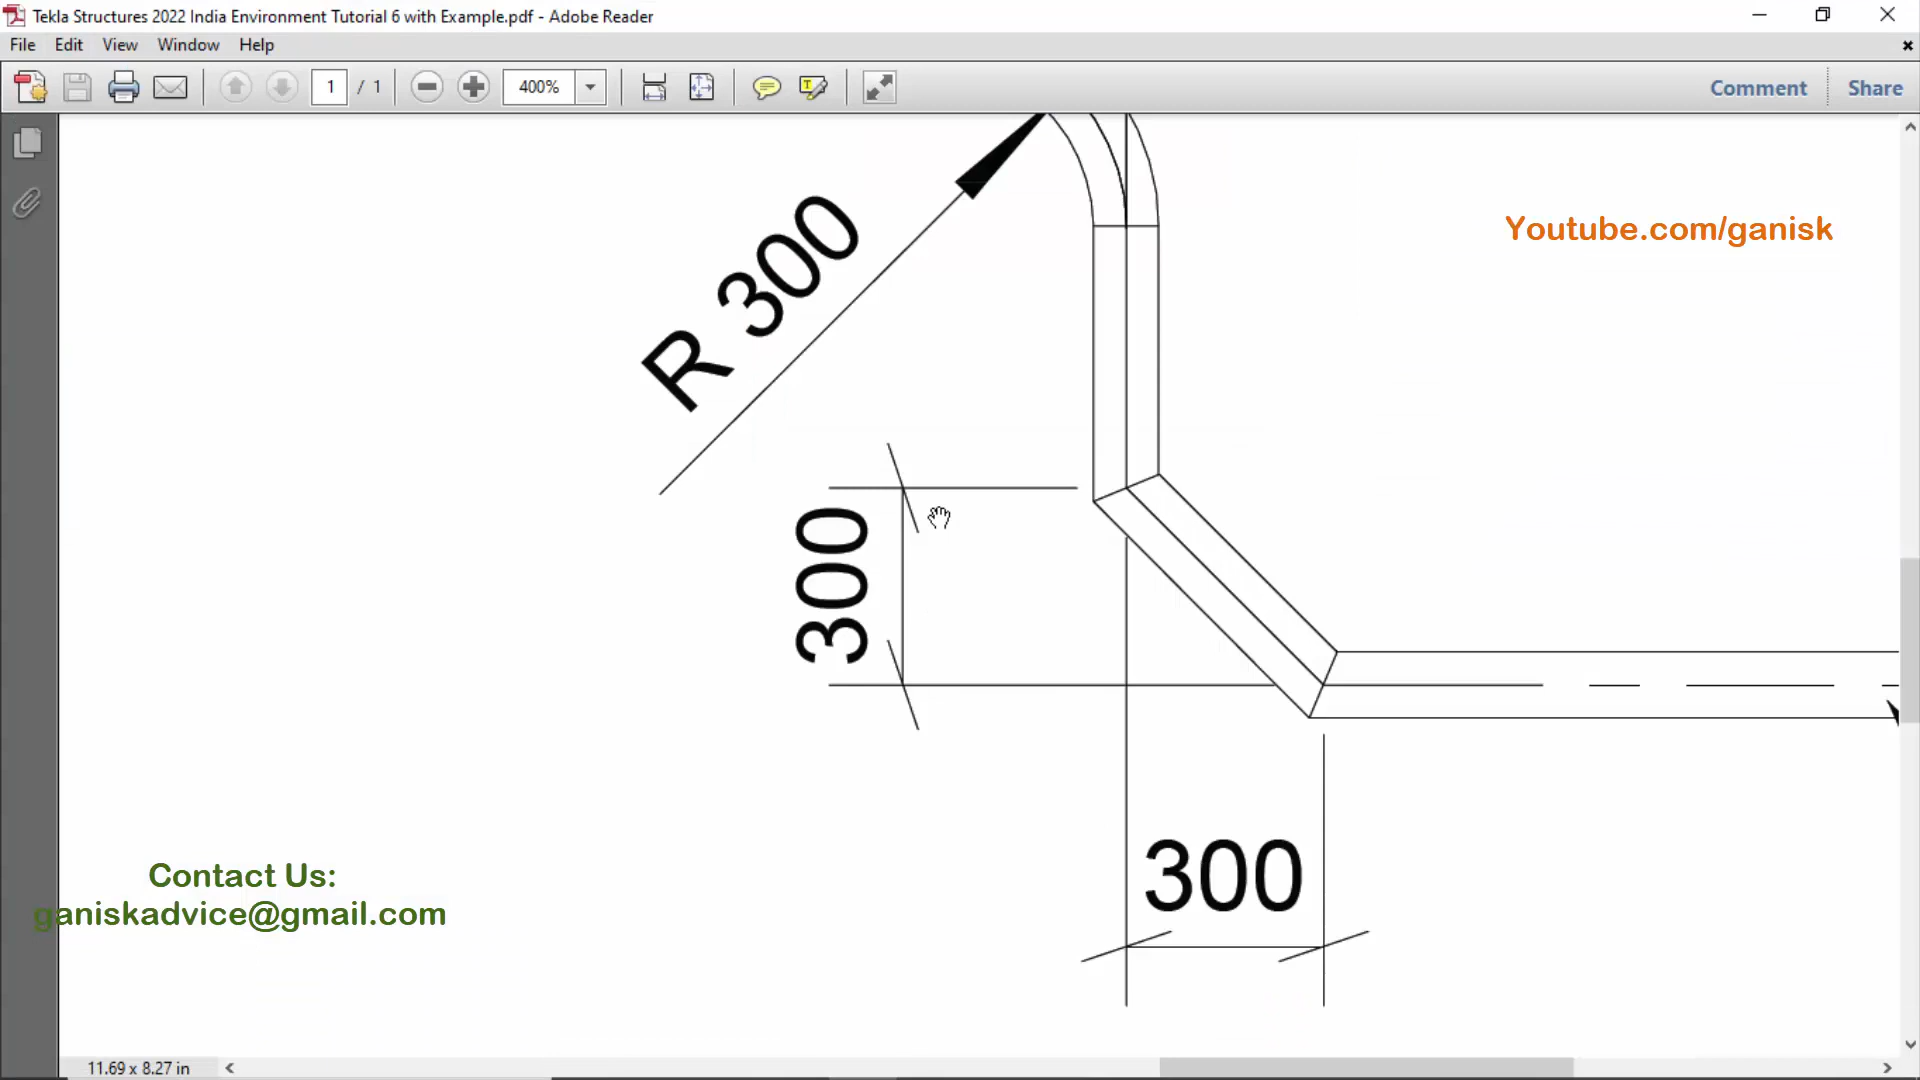 Tekla Structures 2022 India Environment Tutorial 6 with Example.pdf - Adobe Reader
File Edit View Window Help
1 / 1 400% Comment Share
Youtube.com/ganisk
R 300
300
300
Contact Us:
ganiskadvice@gmail.com
11.69 x 8.27 in